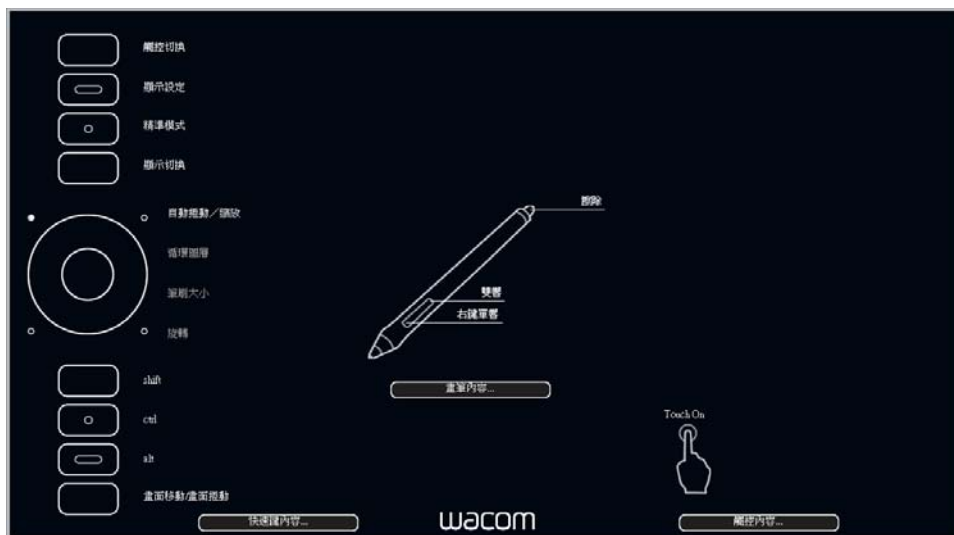 觸控切換
顯示設定
精準模式
顯示切換
自動捲動／縮放
循環圖層
筆刷大小
旋轉
shift
ctrl
alt
畫面移動/畫面捲動
擦除
雙響
右鍵單響
畫筆內容...
Touch On
快速鍵內容...
wacom
觸控內容...